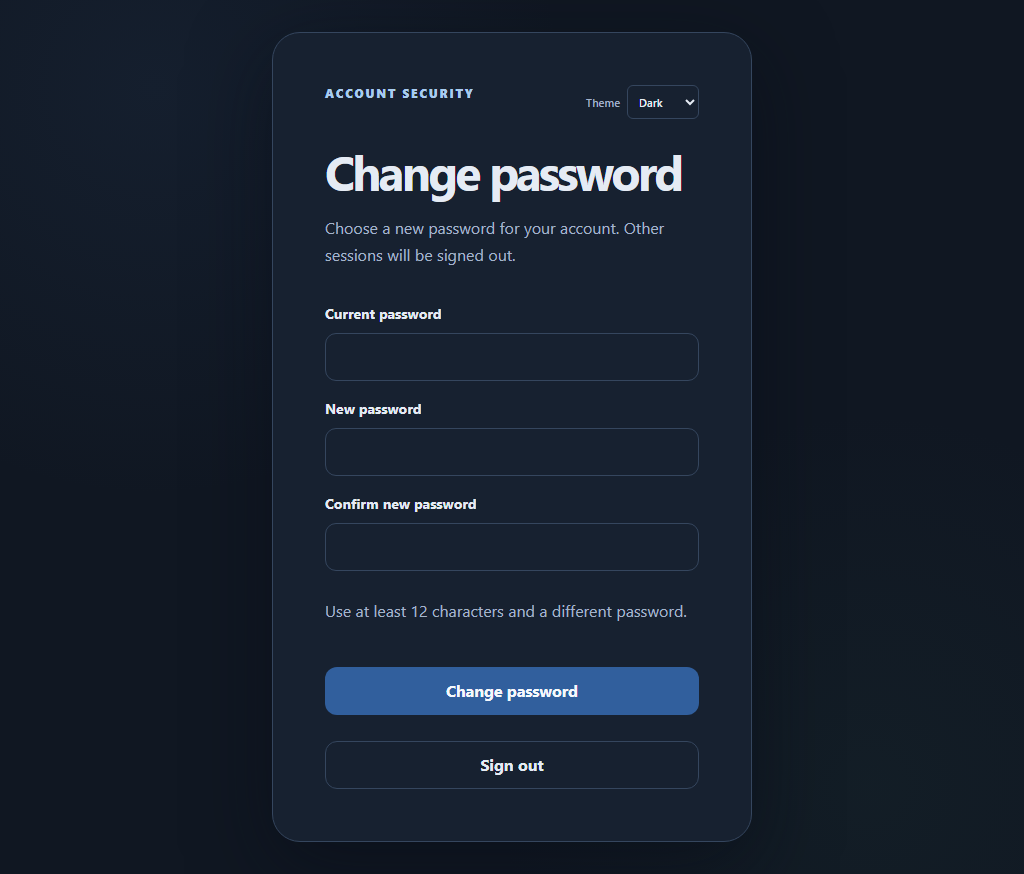 ACCOUNT SECURITY
Theme Dark
Change password
Choose a new password for your account. Other
sessions will be signed out.
Current password
New password
Confirm new password
Use at least 12 characters and a different password.
Change password
Sign out